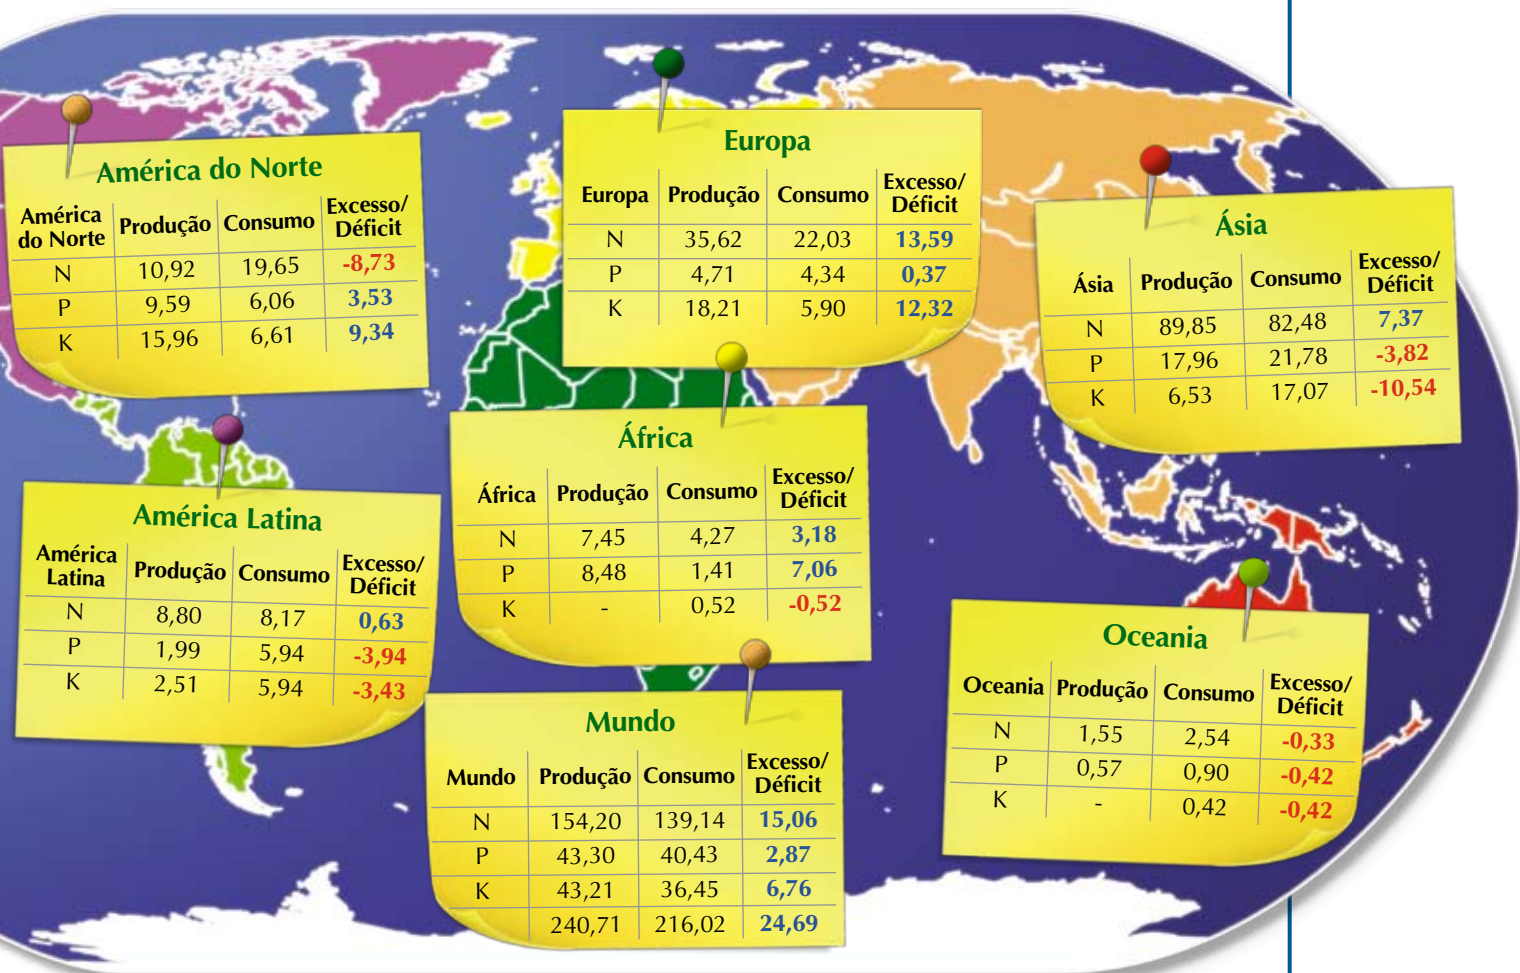 América do Norte
América do Norte Produção Consumo Excesso/Déficit
N 10,92 19,65 -8,73
P 9,59 6,06 3,53
K 15,96 6,61 9,34
Europa
Europa Produção Consumo Excesso/Déficit
N 35,62 22,03 13,59
P 4,71 4,34 0,37
K 18,21 5,90 12,32
Ásia
Ásia Produção Consumo Excesso/Déficit
N 89,85 82,48 7,37
P 17,96 21,78 -3,82
K 6,53 17,07 -10,54
América Latina
América Latina Produção Consumo Excesso/Déficit
N 8,80 8,17 0,63
P 1,99 5,94 -3,94
K 2,51 5,94 -3,43
África
África Produção Consumo Excesso/Déficit
N 7,45 4,27 3,18
P 8,48 1,41 7,06
K - 0,52 -0,52
Oceania
Oceania Produção Consumo Excesso/Déficit
N 1,55 2,54 -0,33
P 0,57 0,90 -0,42
K - 0,42 -0,42
Mundo
Mundo Produção Consumo Excesso/Déficit
N 154,20 139,14 15,06
P 43,30 40,43 2,87
K 43,21 36,45 6,76
240,71 216,02 24,69